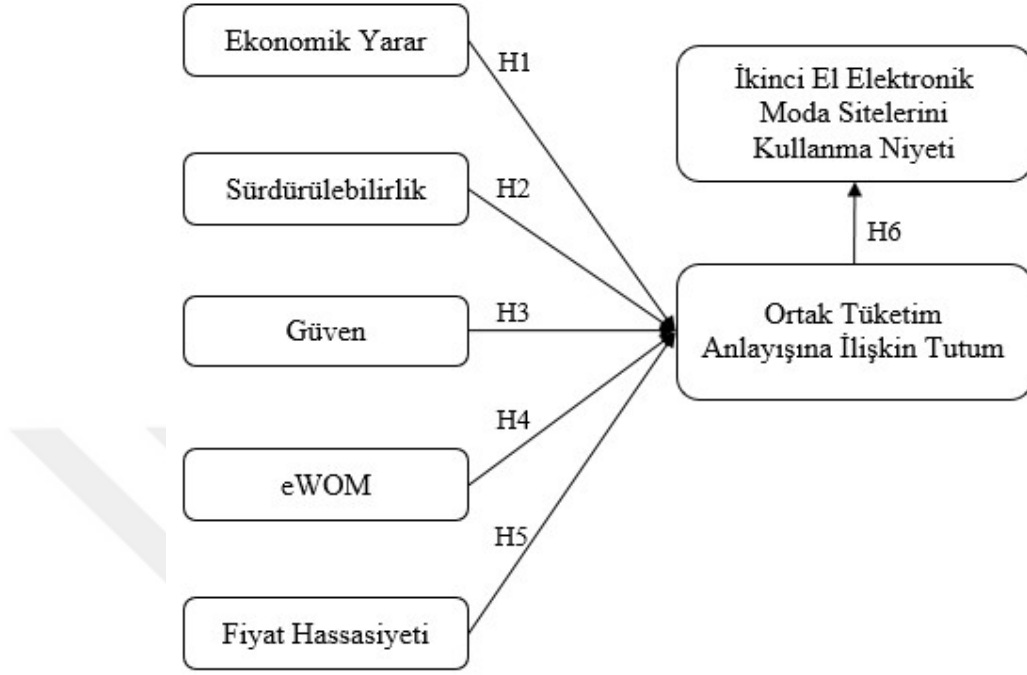 Ekonomik Yarar
H1
İkinci El Elektronik
Moda Sitelerini
Kullanma Niyeti
Sürdürülebilirlik
H2
H6
Güven
H3
Ortak Tüketim
Anlayışına İlişkin Tutum
H4
eWOM
H5
Fiyat Hassasiyeti